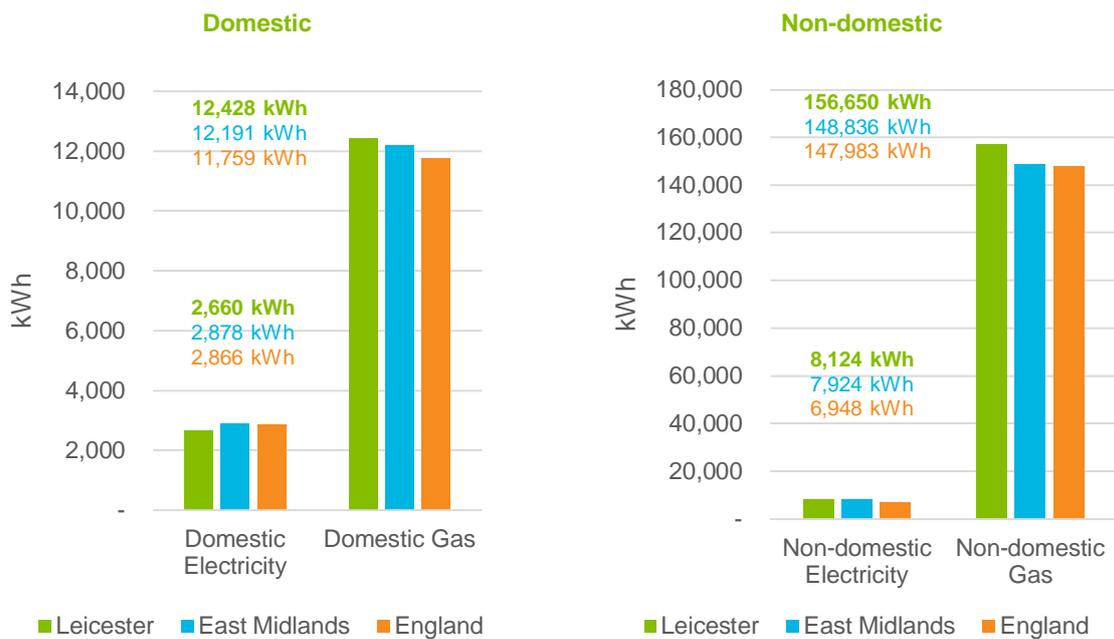 Domestic
14,000
12,000
10,000
8,000
6,000
4,000
2,000
-
kWh
12,428 kWh
12,191 kWh
11,759 kWh
2,660 kWh
2,878 kWh
2,866 kWh
Domestic
Electricity
Domestic Gas
Leicester East Midlands England
Non-domestic
180,000
160,000
140,000
120,000
100,000
80,000
60,000
40,000
20,000
-
kWh
156,650 kWh
148,836 kWh
147,983 kWh
8,124 kWh
7,924 kWh
6,948 kWh
Non-domestic
Electricity
Non-domestic
Gas
Leicester East Midlands England